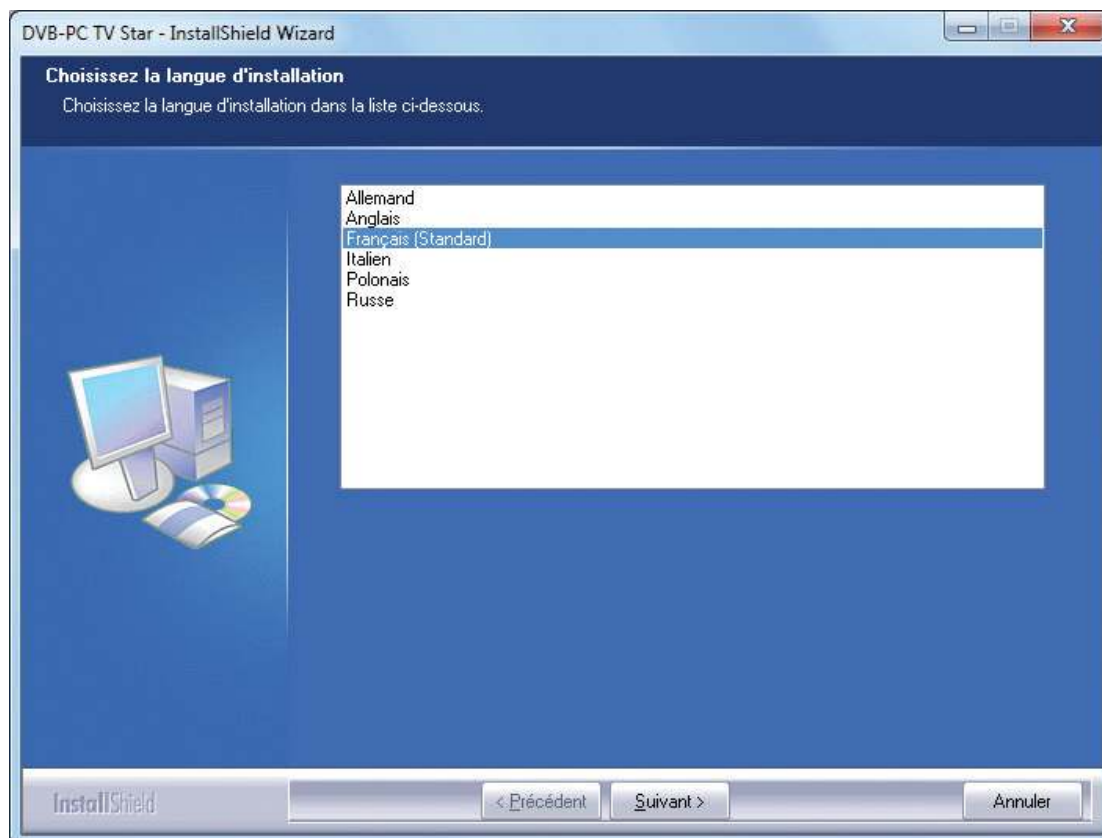 DVB-PC TV Star - InstallShield Wizard
Choisissez la langue d'installation
Choisissez la langue d'installation dans la liste ci-dessous.
Allemand
Anglais
Français (Standard)
Italien
Polonais
Russe
InstallShield
< Précédent
Suivant >
Annuler